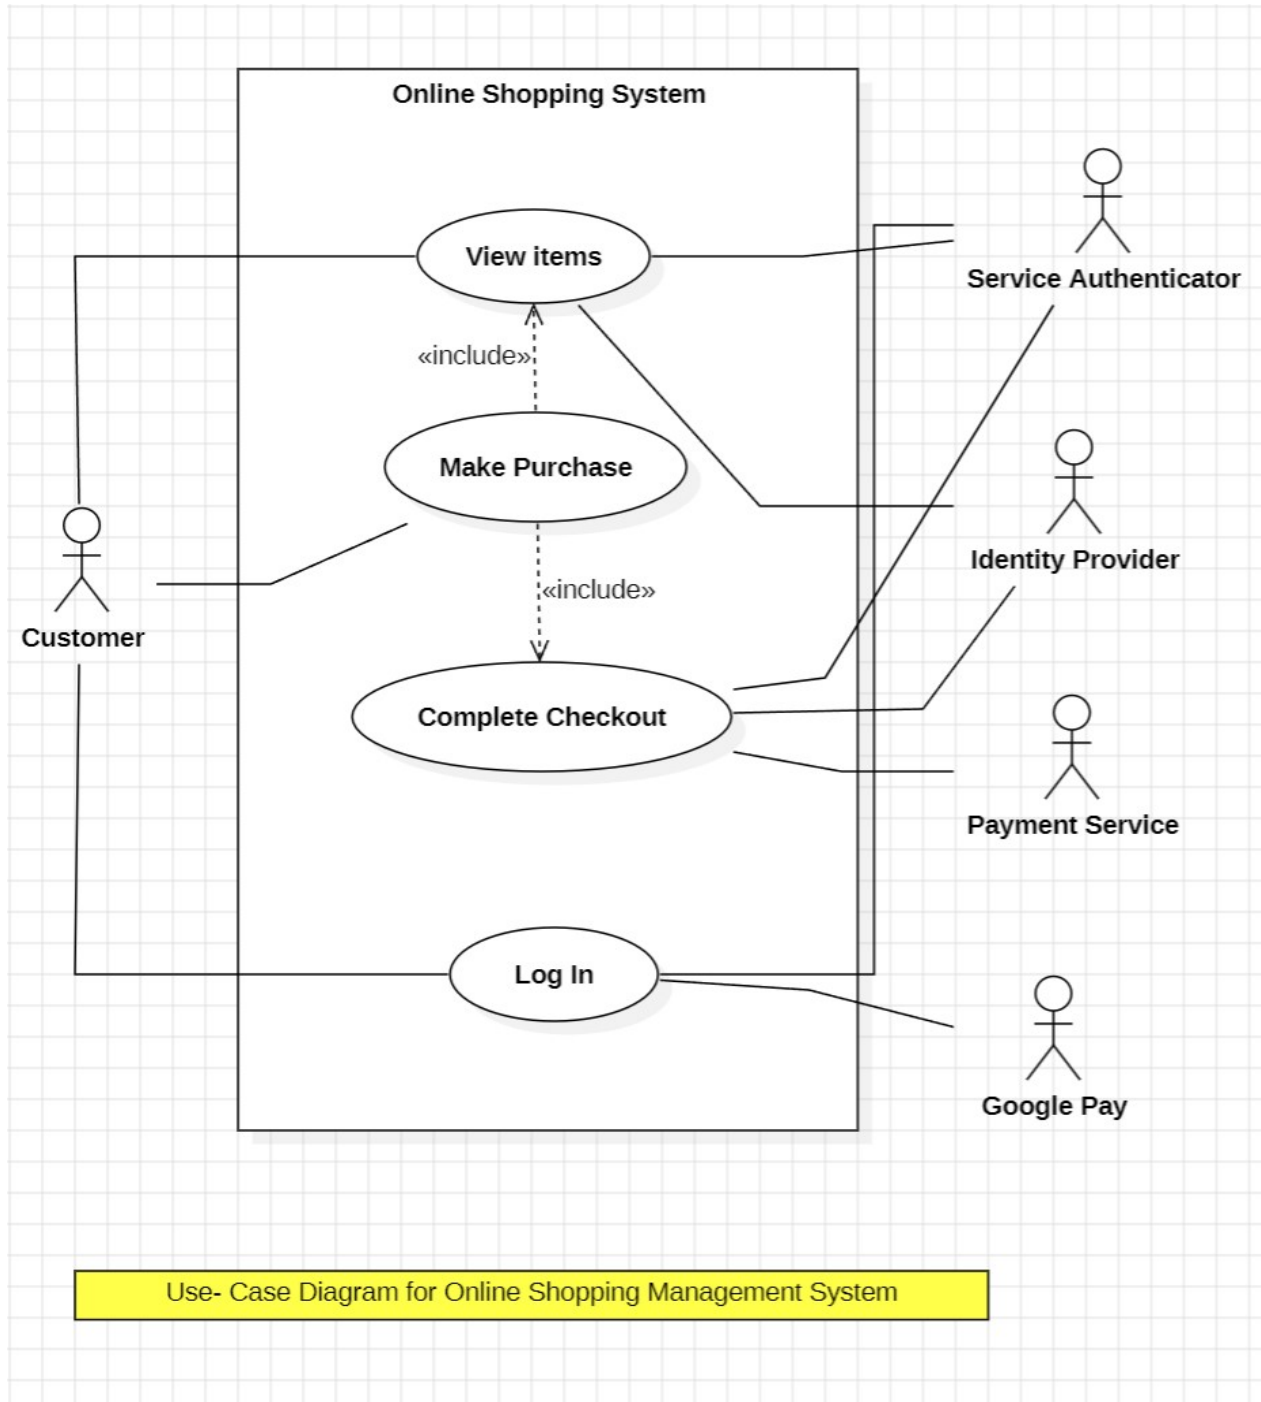 Online Shopping System
View items
Service Authenticator
«include»
Make Purchase
Identity Provider
«include»
Customer
Complete Checkout
Payment Service
Log In
Google Pay
Use- Case Diagram for Online Shopping Management System